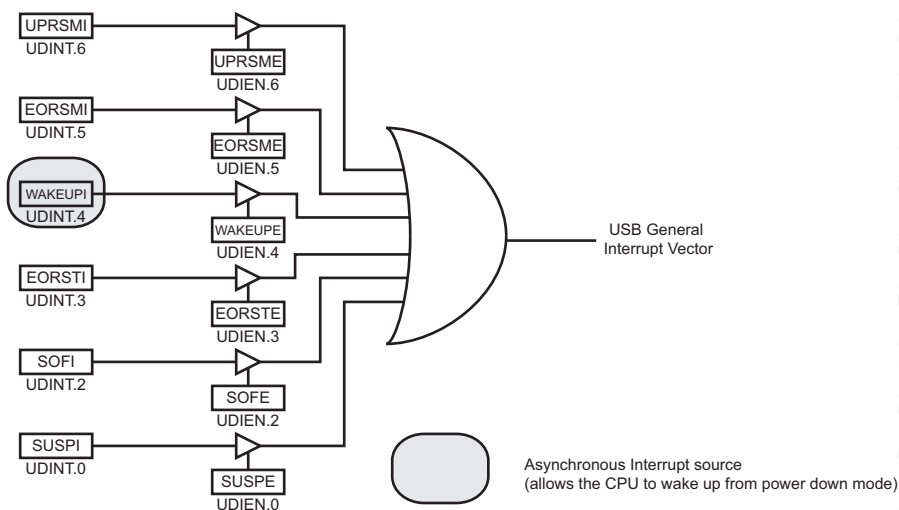 UPRSMI
UDINT.6
UPRSME
UDIEN.6
EORSMI
UDINT.5
EORSME
UDIEN.5
WAKEUPI
UDINT.4
WAKEUPE
UDIEN.4
EORSTI
UDINT.3
EORSTE
UDIEN.3
SOFI
UDINT.2
SOFE
UDIEN.2
SUSPI
UDINT.0
SUSPE
UDIEN.0
USB General
Interrupt Vector
Asynchronous Interrupt source
(allows the CPU to wake up from power down mode)